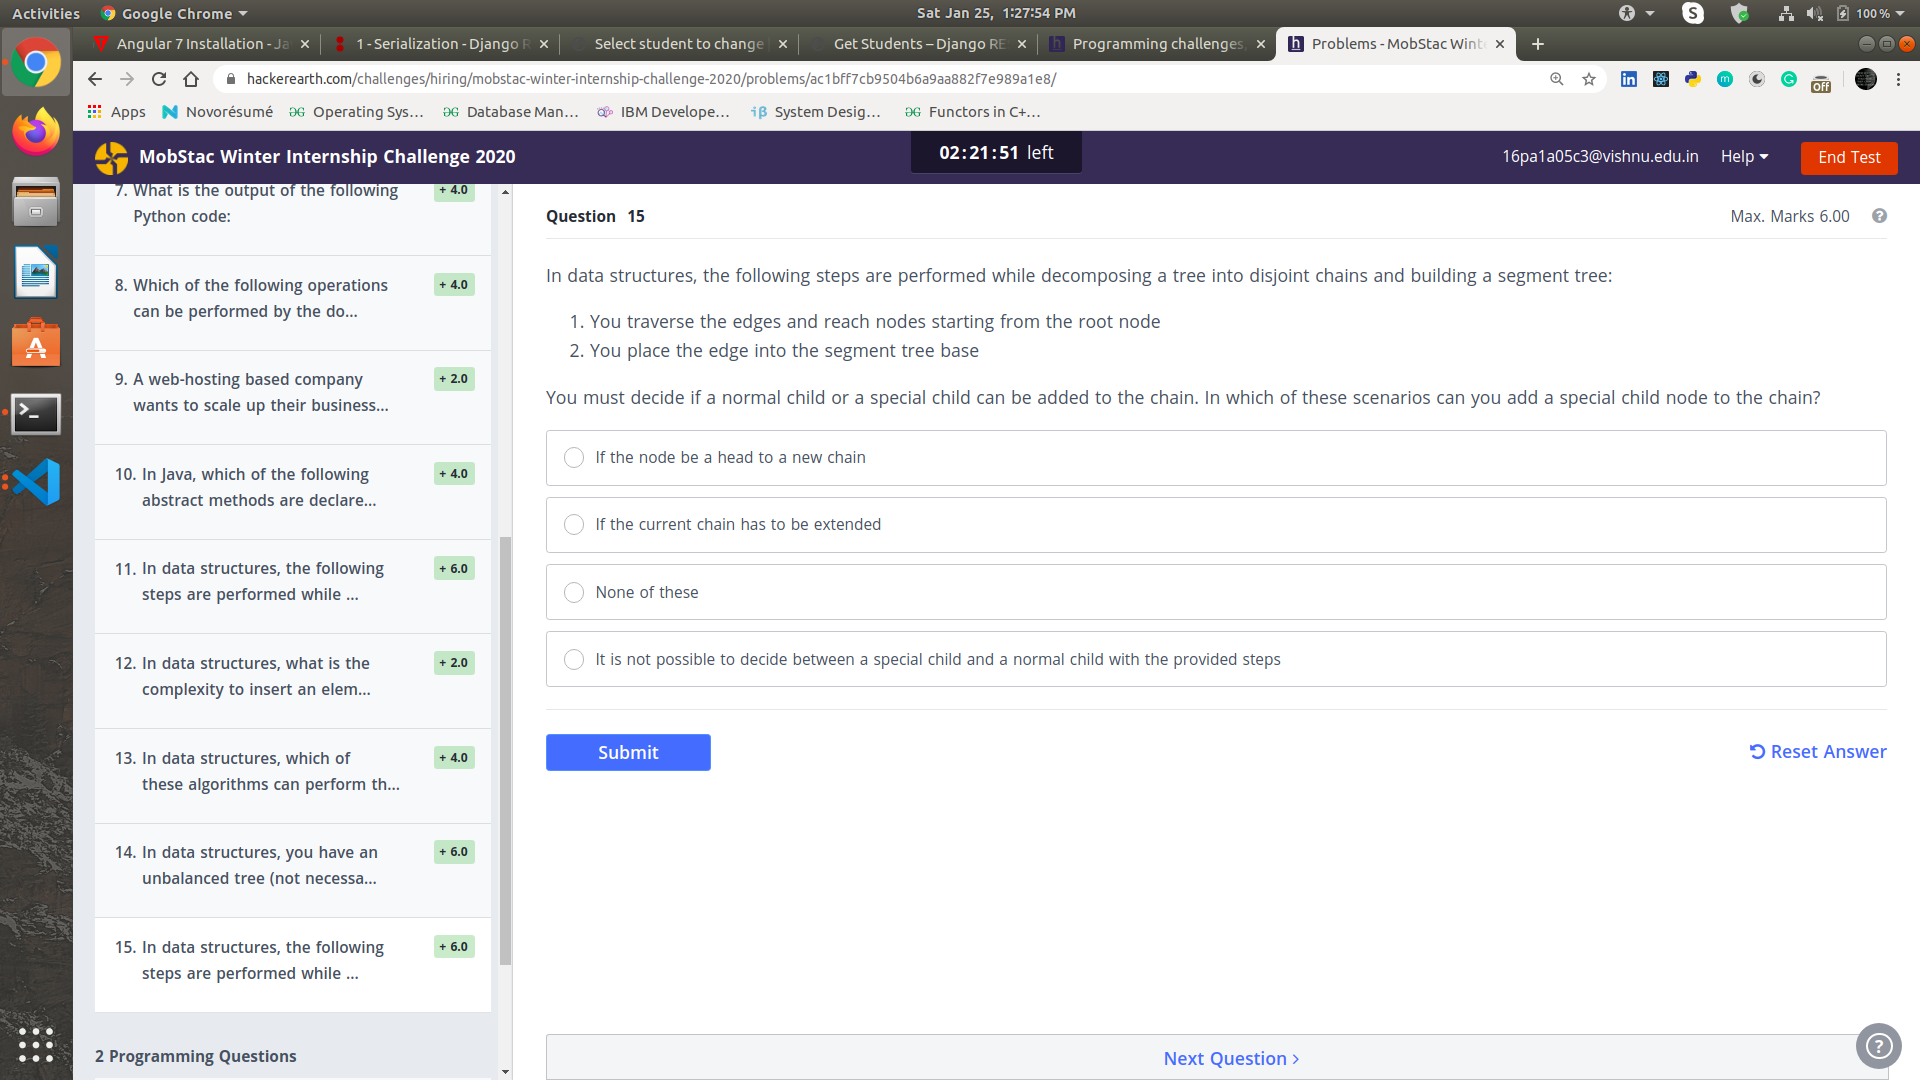 Activities Google Chrome Sat Jan 25, 1:27:54 PM 100 %
Angular 7 Installation - Ja 1 - Serialization - Django R Select student to change Get Students – Django RE Programming challenges, Problems - MobStac Wint
hackerearth.com/challenges/hiring/mobstac-winter-internship-challenge-2020/problems/ac1bff7cb9504b6a9aa882f7e989a1e8/ Off
Apps Novorésumé Operating Sys... Database Man... IBM Develope... System Desig... Functors in C+...
MobStac Winter Internship Challenge 2020 02:21:51 left 16pa1a05c3@vishnu.edu.in Help End Test
7. What is the output of the following + 4.0
Python code:
8. Which of the following operations + 4.0
can be performed by the do...
9. A web-hosting based company + 2.0
wants to scale up their business...
10. In Java, which of the following + 4.0
abstract methods are declare...
11. In data structures, the following + 6.0
steps are performed while ...
12. In data structures, what is the + 2.0
complexity to insert an elem...
13. In data structures, which of + 4.0
these algorithms can perform th...
14. In data structures, you have an + 6.0
unbalanced tree (not necessa...
15. In data structures, the following + 6.0
steps are performed while ...
2 Programming Questions
Question 15 Max. Marks 6.00
In data structures, the following steps are performed while decomposing a tree into disjoint chains and building a segment tree:
1. You traverse the edges and reach nodes starting from the root node
2. You place the edge into the segment tree base
You must decide if a normal child or a special child can be added to the chain. In which of these scenarios can you add a special child node to the chain?
If the node be a head to a new chain
If the current chain has to be extended
None of these
It is not possible to decide between a special child and a normal child with the provided steps
Submit Reset Answer
Next Question